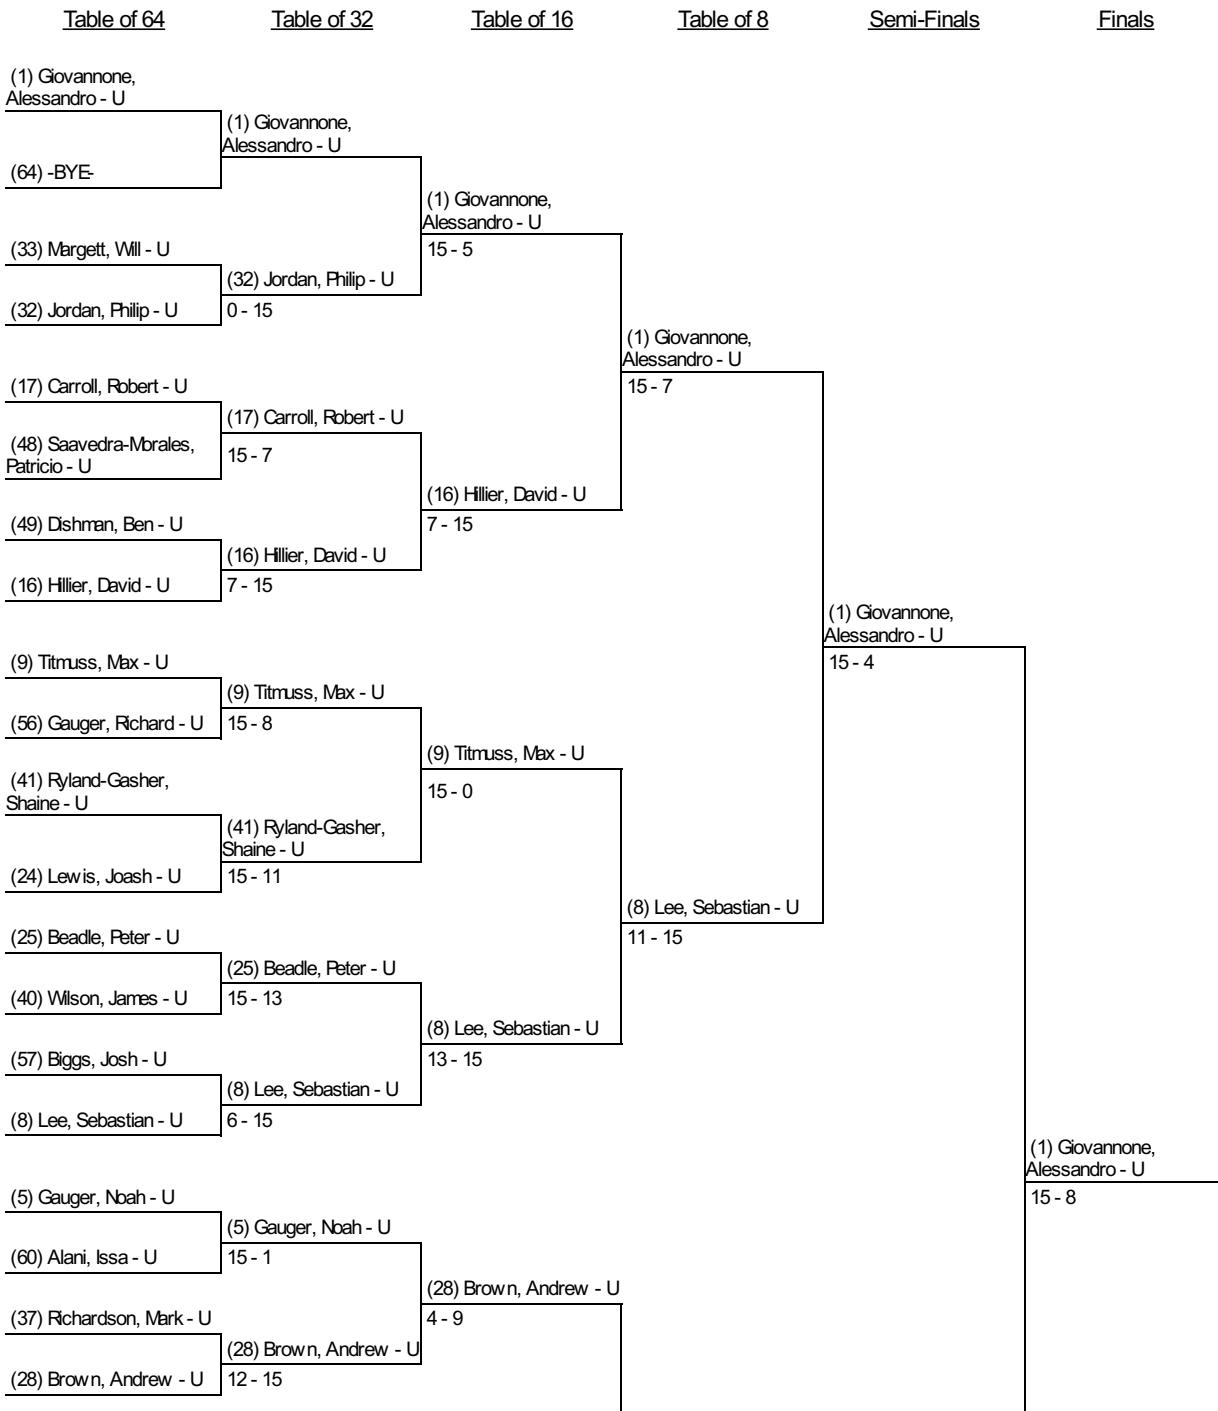 Table of 64
Table of 32
Table of 16
Table of 8
Semi-Finals
Finals
(1) Giovannone,
Alessandro - U
(64) -BYE-
(33) Margett, Will - U
(32) Jordan, Philip - U
(17) Carroll, Robert - U
(48) Saavedra-Morales,
Patricio - U
(49) Dishman, Ben - U
(16) Hillier, David - U
(9) Titmuss, Max - U
(56) Gauger, Richard - U
(41) Ryland-Gasher,
Shaine - U
(24) Lewis, Joash - U
(25) Beadle, Peter - U
(40) Wilson, James - U
(57) Biggs, Josh - U
(8) Lee, Sebastian - U
(5) Gauger, Noah - U
(60) Alani, Issa - U
(37) Richardson, Mark - U
(28) Brown, Andrew - U
(1) Giovannone,
Alessandro - U
(32) Jordan, Philip - U
0 - 15
(17) Carroll, Robert - U
15 - 7
(16) Hillier, David - U
7 - 15
(9) Titmuss, Max - U
15 - 8
(41) Ryland-Gasher,
Shaine - U
15 - 11
(25) Beadle, Peter - U
15 - 13
(8) Lee, Sebastian - U
6 - 15
(5) Gauger, Noah - U
15 - 1
(28) Brown, Andrew - U
12 - 15
(1) Giovannone,
Alessandro - U
15 - 5
(16) Hillier, David - U
7 - 15
(9) Titmuss, Max - U
15 - 0
(8) Lee, Sebastian - U
13 - 15
(28) Brown, Andrew - U
4 - 9
(1) Giovannone,
Alessandro - U
15 - 7
(8) Lee, Sebastian - U
11 - 15
(1) Giovannone,
Alessandro - U
15 - 4
(1) Giovannone,
Alessandro - U
15 - 8